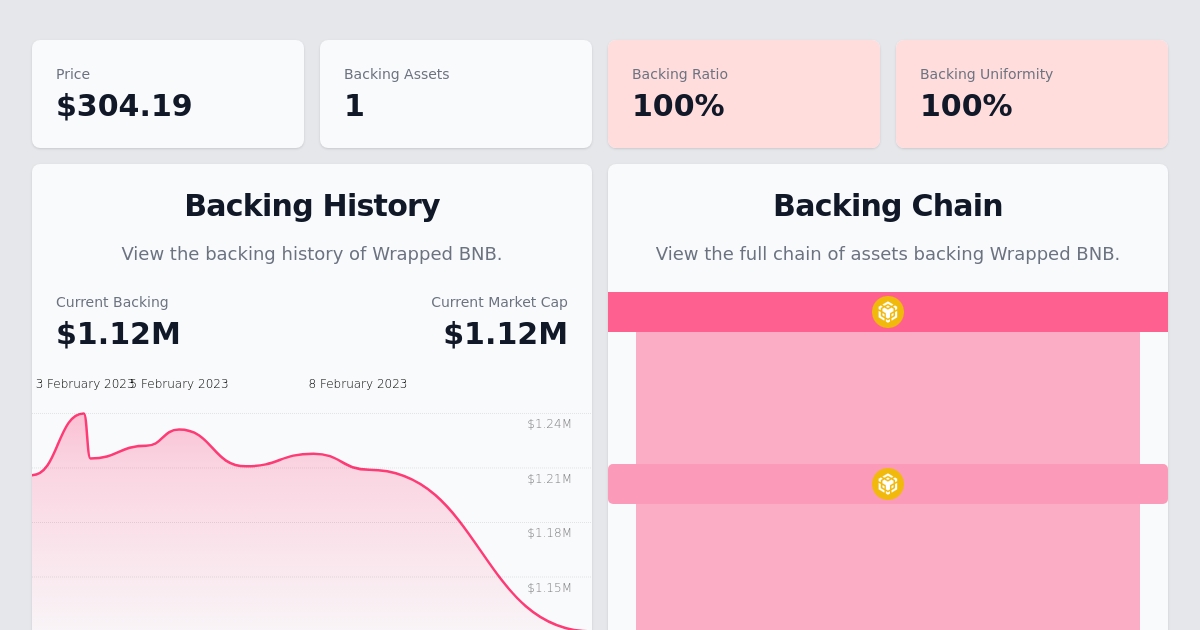 Price
$304.19
Backing Assets
1
Backing Ratio
100%
Backing Uniformity
100%
Backing History
View the backing history of Wrapped BNB.
Current Backing
$1.12M
Current Market Cap
$1.12M
3 February 2023
5 February 2023
8 February 2023
$1.24M
$1.21M
$1.18M
$1.15M
Backing Chain
View the full chain of assets backing Wrapped BNB.